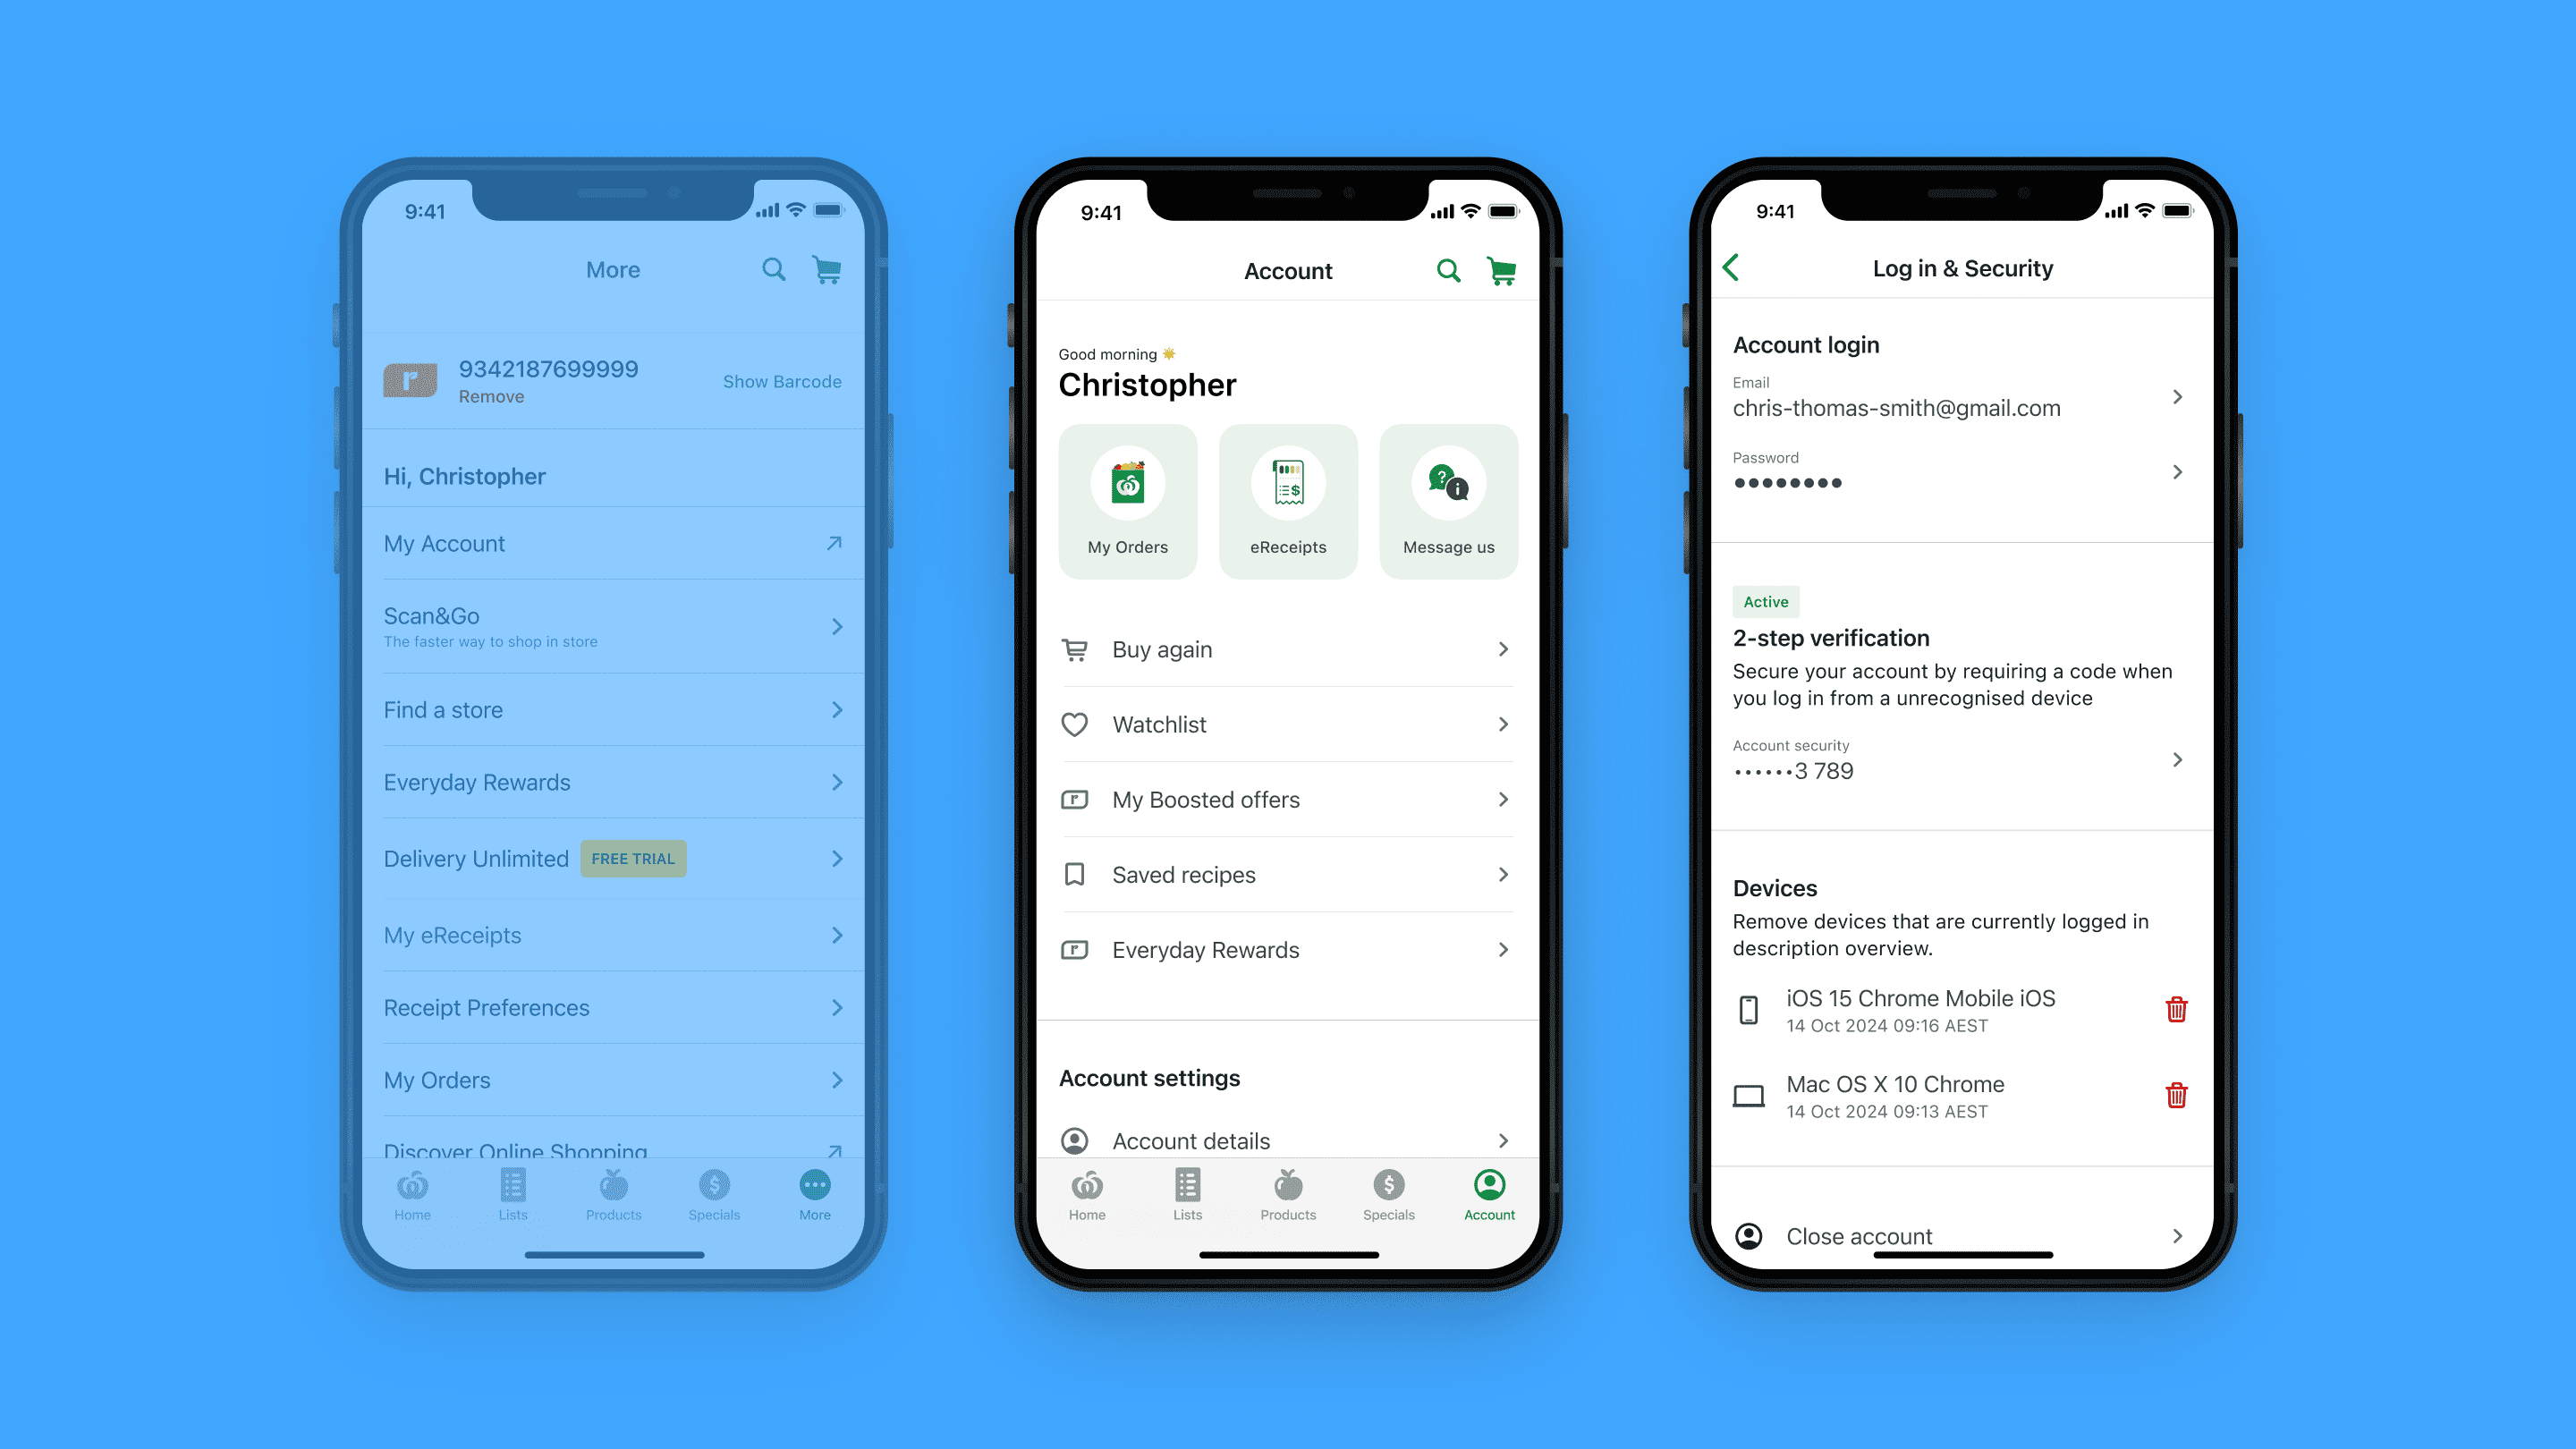 9:41
More
9342187699999
Remove
Show Barcode
Hi, Christopher
My Account
Scan&Go
The faster way to shop in store
Find a store
Everyday Rewards
Delivery Unlimited FREE TRIAL
My eReceipts
Receipt Preferences
My Orders
Discover Online Shopping
Home Lists Products Specials More
9:41
Account
Good morning
Christopher
My Orders eReceipts Message us
Buy again
Watchlist
My Boosted offers
Saved recipes
Everyday Rewards
Account settings
Account details
Home Lists Products Specials Account
9:41
Log in & Security
Account login
Email
chris-thomas-smith@gmail.com
Password
••••••••
Active
2-step verification
Secure your account by requiring a code when
you log in from a unrecognised device
Account security
••••••3 789
Devices
Remove devices that are currently logged in
description overview.
iOS 15 Chrome Mobile iOS
14 Oct 2024 09:16 AEST
Mac OS X 10 Chrome
14 Oct 2024 09:13 AEST
Close account